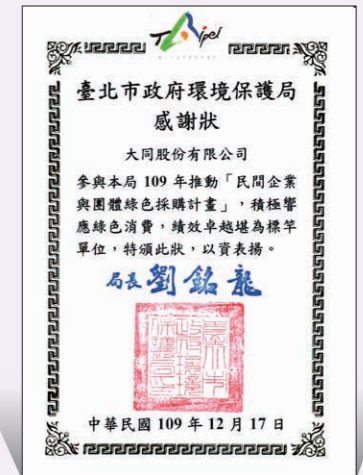 Taipei
臺北市政府環境保護局
感謝狀
大同股份有限公司
參與本局 109 年推動「民間企業
與團體綠色採購計畫」，積極響
應綠色消費，績效卓越堪為標竿
單位，特頒此狀，以資表揚。
局長 劉銘龍
中華民國 109 年 12 月 17 日